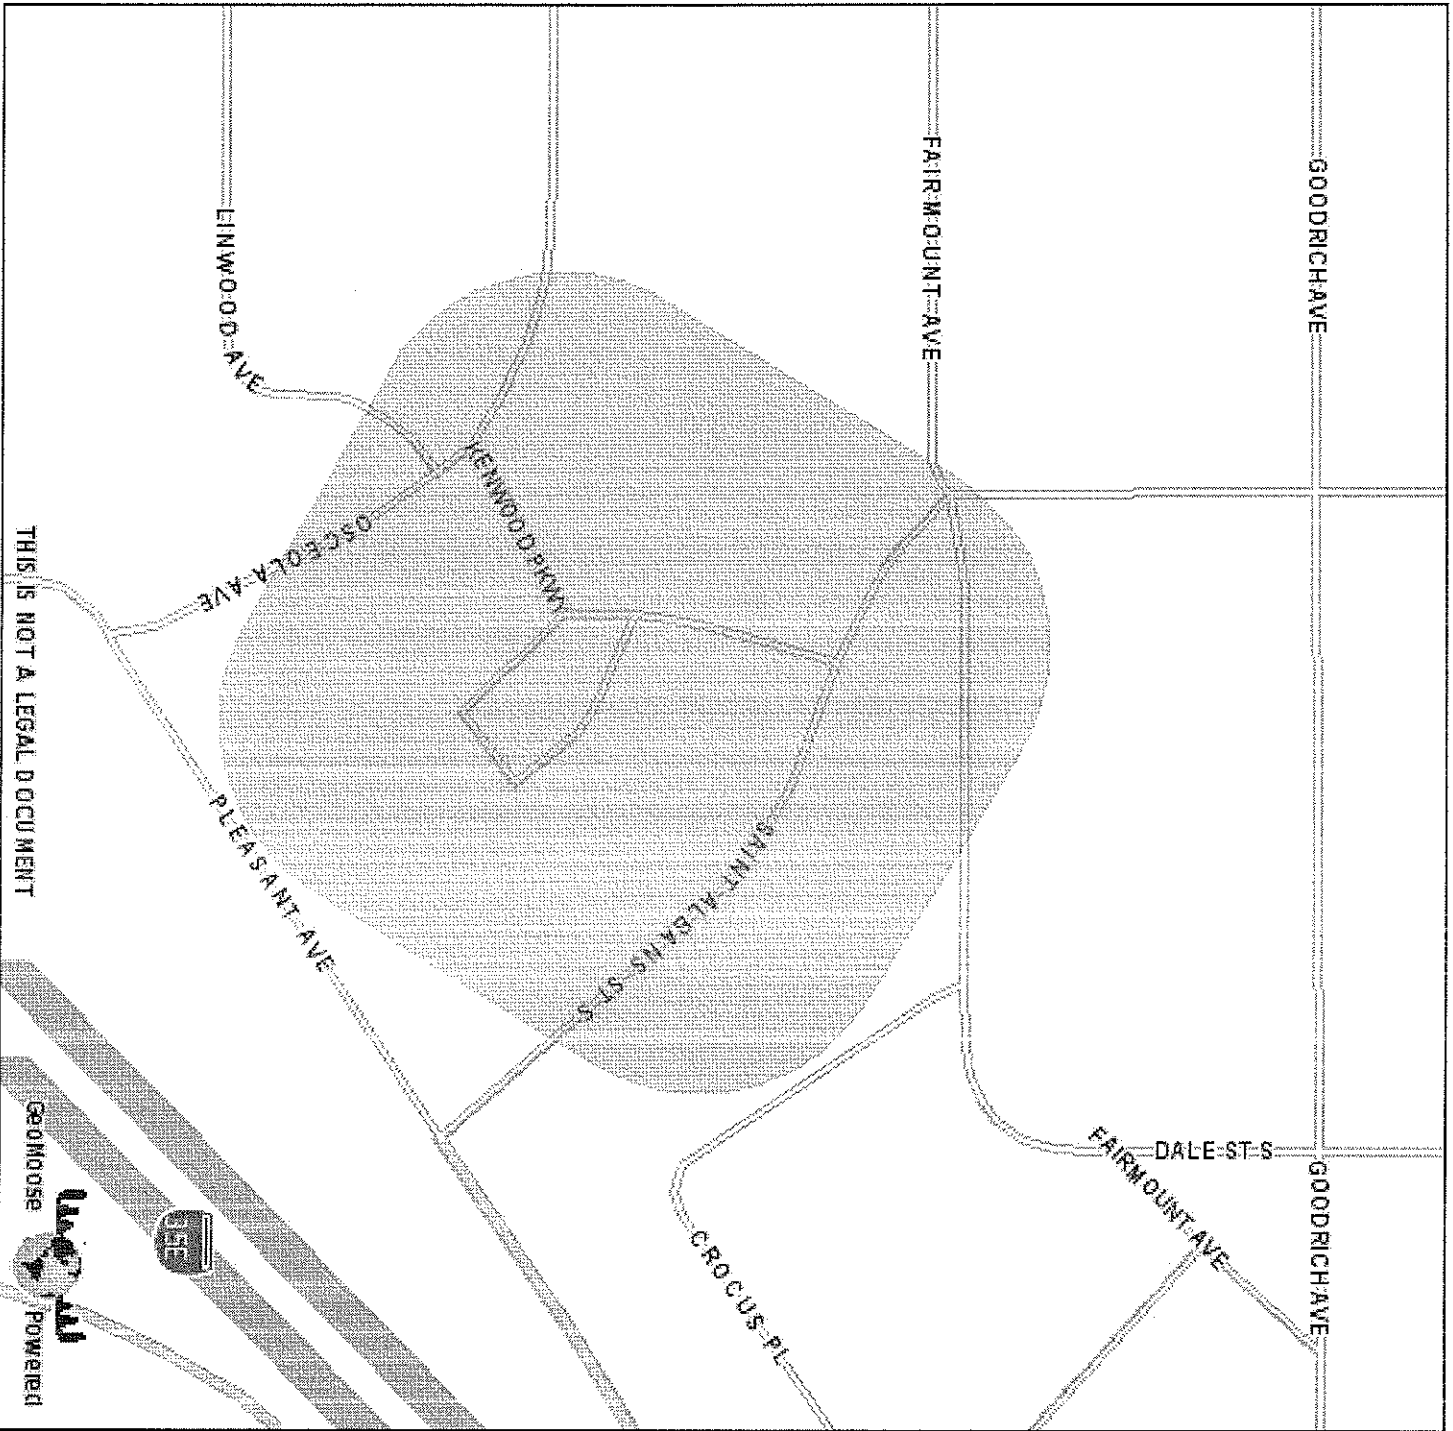 GOODRICH AVE
GOODRICH AVE
FAIRMOUNT AVE
DALE ST S
FAIRMOUNT AVE
KENWOOD PKWY
SAINT ALBANS ST S
CROCUS PL
LINWOOD AVE
OSCEOLA AVE
PLEASANT AVE
35E
THIS IS NOT A LEGAL DOCUMENT
GeoMoose
Powered